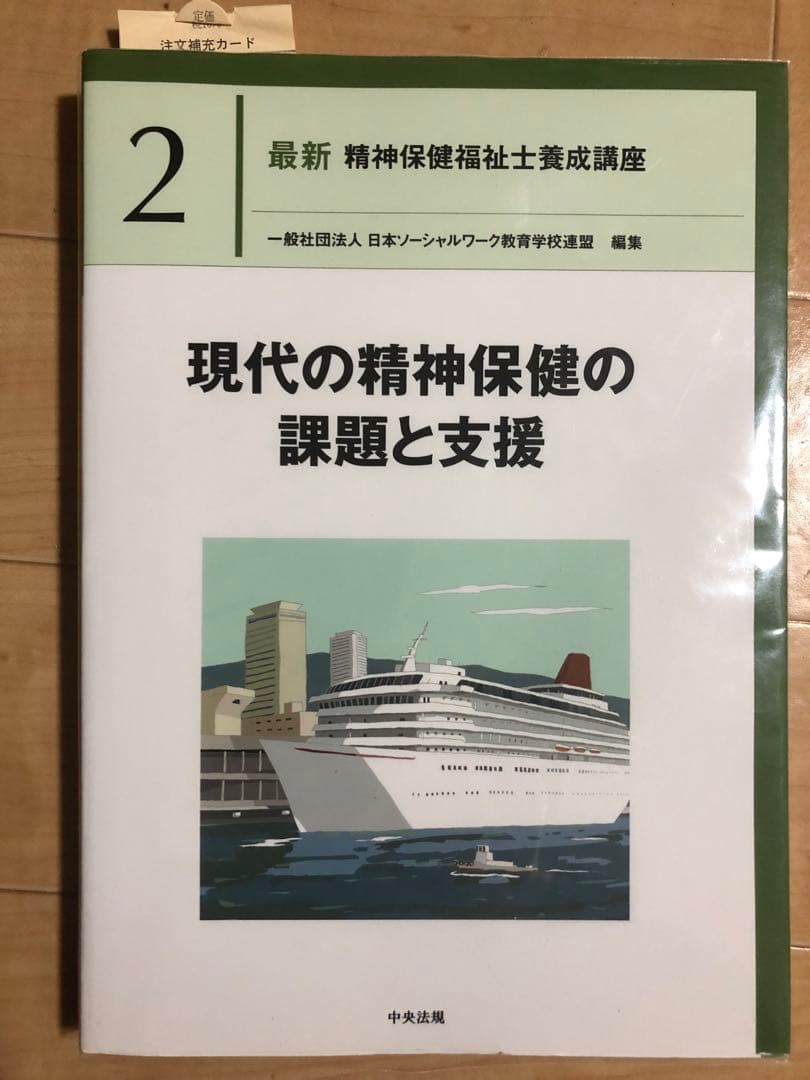 定価
注文補充カード
2
最新 精神保健福祉士養成講座
一般社団法人 日本ソーシャルワーク教育学校連盟 編集
現代の精神保健の
課題と支援
中央法規